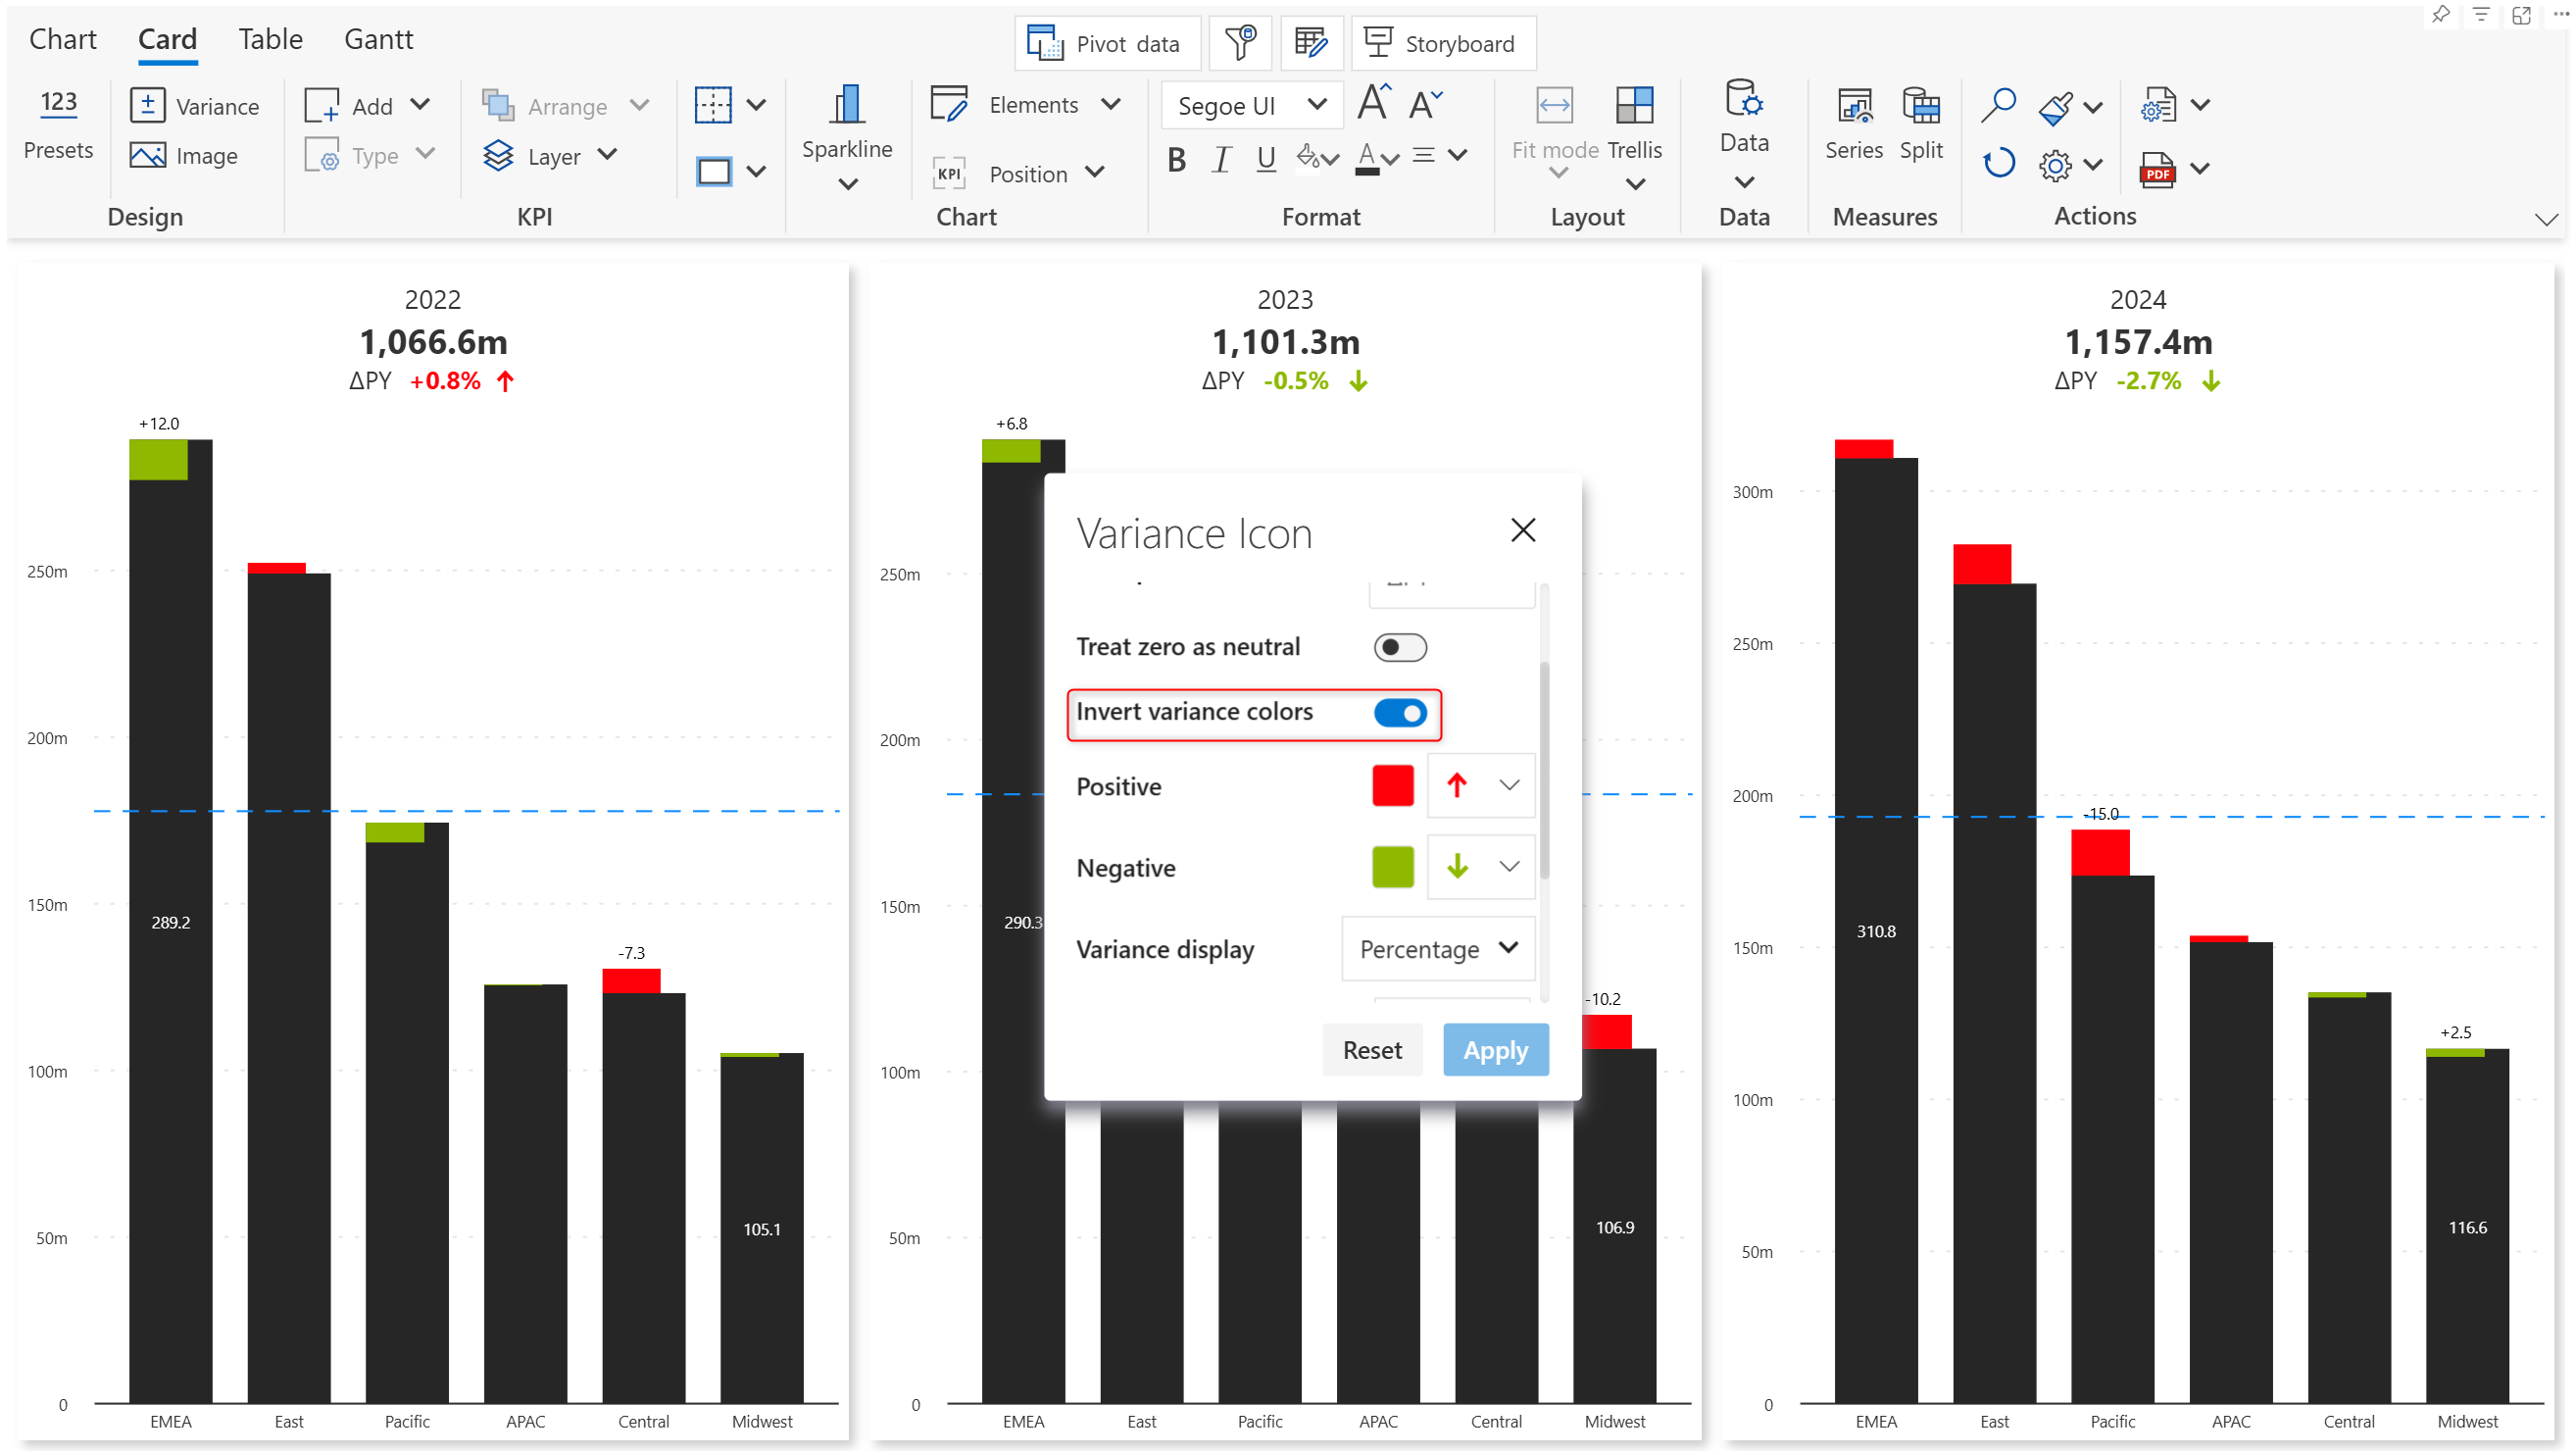 Chart Card Table Gantt
Pivot data Storyboard
123
Presets
Variance
Image
Design
Add
Type
Arrange
Layer
KPI
Sparkline
Elements
KPI Position
Chart
Segoe UI A A
B I U A
Format
Fit mode Trellis
Layout
Data
Data
Series Split
Measures
PDF
Actions
2022
1,066.6m
ΔPY +0.8%
+12.0
250m
200m
150m
289.2
-7.3
100m
105.1
50m
0
EMEA East Pacific APAC Central Midwest
2023
1,101.3m
ΔPY -0.5%
+6.8
250m
200m
150m
290.3
-10.2
100m
106.9
50m
0
EMEA East Pacific APAC Central Midwest
Variance Icon
Treat zero as neutral
Invert variance colors
Positive
Negative
Variance display Percentage
Reset Apply
2024
1,157.4m
ΔPY -2.7%
300m
250m
200m
-15.0
310.8
150m
+2.5
100m
116.6
50m
0
EMEA East Pacific APAC Central Midwest